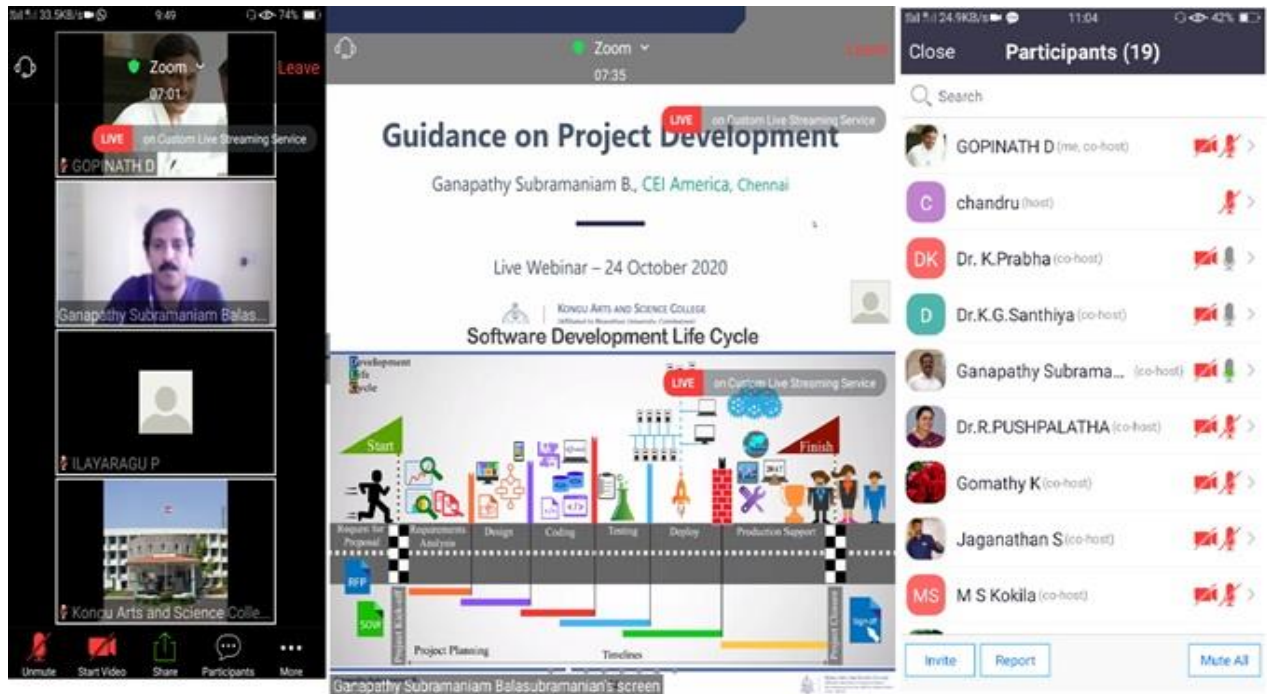 33.5KB/s
9:49
74%
Zoom
Leave
07:01
LIVE on Custom Live Streaming Service
GOPINATH D
Ganapathy Subramaniam Balas...
ILAYARAGU P
Kongu Arts and Science Colle...
Unmute
Start Video
Share
Participants
More
Zoom
Leave
07:35
LIVE on Custom Live Streaming Service
Guidance on Project Development
Ganapathy Subramaniam B., CEI America, Chennai
Live Webinar – 24 October 2020
KONGU ARTS AND SCIENCE COLLEGE
Software Development Life Cycle
Development
Life
Cycle
LIVE on Custom Live Streaming Service
Start
Finish
24x7
Request for Proposal
Requirements Analysis
Design
Coding
Testing
Deploy
Production Support
RFP
SOW
Project Kick-off
Project Closure
Sign-off
Project Planning
Timelines
Ganapathy Subramaniam Balasubramanian's screen
24.9KB/s
11:04
42%
Close
Participants (19)
Search
GOPINATH D (me, co-host)
C
chandru (host)
DK
Dr. K.Prabha (co-host)
D
Dr.K.G.Santhiya (co-host)
Ganapathy Subrama... (co-host)
Dr.R.PUSHPALATHA (co-host)
Gomathy K (co-host)
Jaganathan S (co-host)
MS
M S Kokila (co-host)
Invite
Report
Mute All